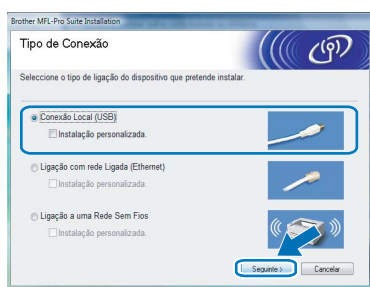 Brother MFL-Pro Suite Installation
Tipo de Conexão
Seleccione o tipo de ligação do dispositivo que pretende instalar.
Conexão Local (USB)
Instalação personalizada.
Ligação com rede Ligada (Ethernet)
Instalação personalizada.
Ligação a uma Rede Sem Fios
Instalação personalizada.
Seguinte >
Cancelar